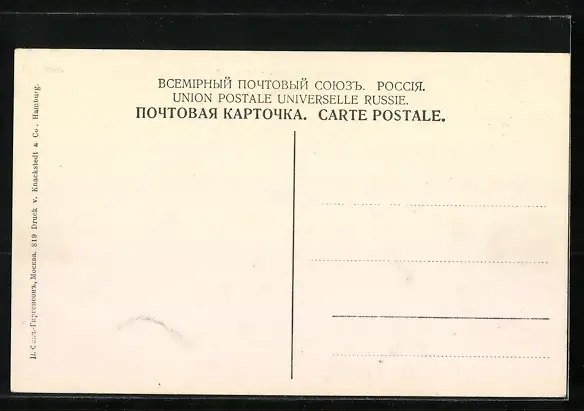 ВСЕМІРНЫЙ ПОЧТОВЫЙ СОЮЗЪ. РОССІЯ.
UNION POSTALE UNIVERSELLE RUSSIE.
ПОЧТОВАЯ КАРТОЧКА. CARTE POSTALE.
Москва. 819 Druck v. Knackstedt & Co. Hamburg.